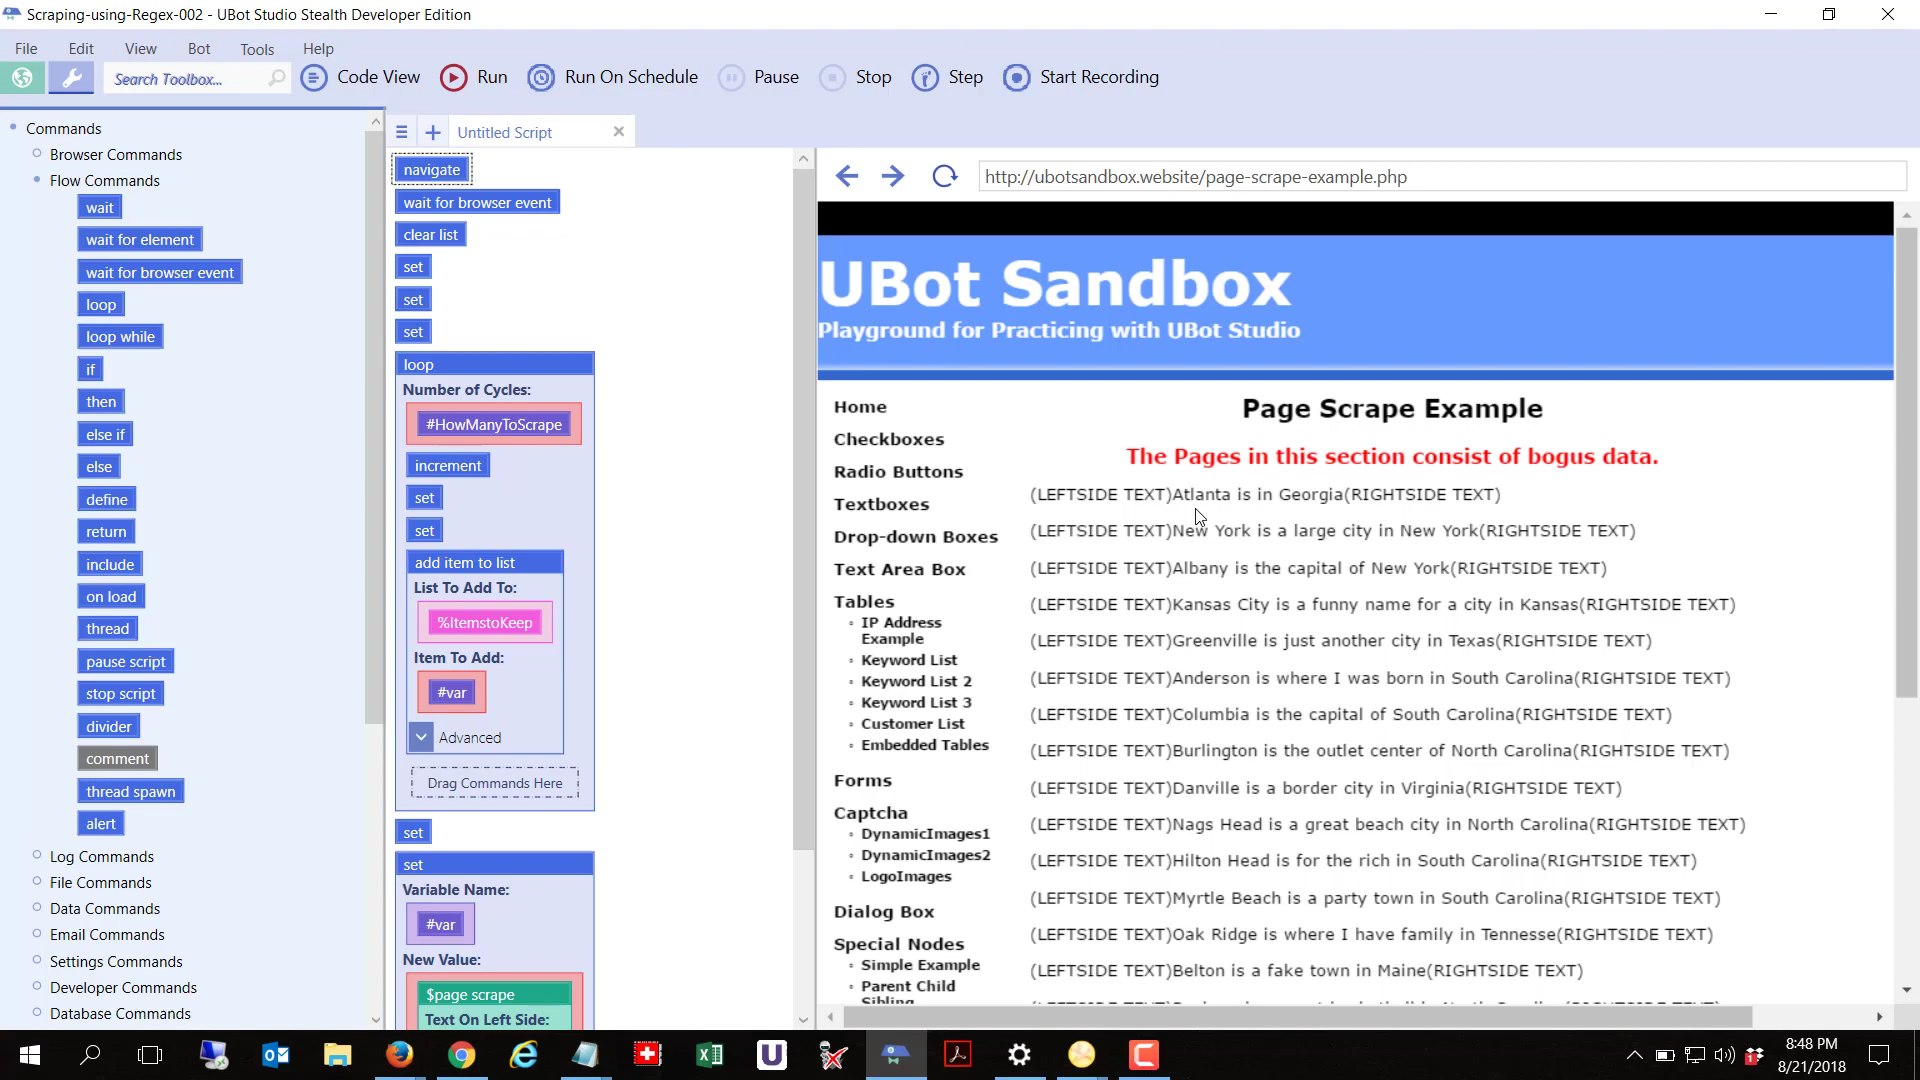 Scraping-using-Regex-002 - UBot Studio Stealth Developer Edition
File Edit View Bot Tools Help
Search Toolbox...
Code View
Run
Run On Schedule
Pause
Stop
Step
Start Recording
Commands
Browser Commands
Flow Commands
wait
wait for element
wait for browser event
loop
loop while
if
then
else if
else
define
return
include
on load
thread
pause script
stop script
divider
comment
thread spawn
alert
Log Commands
File Commands
Data Commands
Email Commands
Settings Commands
Developer Commands
Database Commands
Untitled Script
navigate
wait for browser event
clear list
set
set
set
loop
Number of Cycles:
#HowManyToScrape
increment
set
set
add item to list
List To Add To:
%ItemstoKeep
Item To Add:
#var
Advanced
Drag Commands Here
set
set
Variable Name:
#var
New Value:
$page scrape
Text On Left Side:
http://ubotsandbox.website/page-scrape-example.php
UBot Sandbox
Playground for Practicing with UBot Studio
Home
Checkboxes
Radio Buttons
Textboxes
Drop-down Boxes
Text Area Box
Tables
IP Address
Example
Keyword List
Keyword List 2
Keyword List 3
Customer List
Embedded Tables
Forms
Captcha
DynamicImages1
DynamicImages2
LogoImages
Dialog Box
Special Nodes
Simple Example
Parent Child
Sibling
Page Scrape Example
The Pages in this section consist of bogus data.
(LEFTSIDE TEXT)Atlanta is in Georgia(RIGHTSIDE TEXT)
(LEFTSIDE TEXT)New York is a large city in New York(RIGHTSIDE TEXT)
(LEFTSIDE TEXT)Albany is the capital of New York(RIGHTSIDE TEXT)
(LEFTSIDE TEXT)Kansas City is a funny name for a city in Kansas(RIGHTSIDE TEXT)
(LEFTSIDE TEXT)Greenville is just another city in Texas(RIGHTSIDE TEXT)
(LEFTSIDE TEXT)Anderson is where I was born in South Carolina(RIGHTSIDE TEXT)
(LEFTSIDE TEXT)Columbia is the capital of South Carolina(RIGHTSIDE TEXT)
(LEFTSIDE TEXT)Burlington is the outlet center of North Carolina(RIGHTSIDE TEXT)
(LEFTSIDE TEXT)Danville is a border city in Virginia(RIGHTSIDE TEXT)
(LEFTSIDE TEXT)Nags Head is a great beach city in North Carolina(RIGHTSIDE TEXT)
(LEFTSIDE TEXT)Hilton Head is for the rich in South Carolina(RIGHTSIDE TEXT)
(LEFTSIDE TEXT)Myrtle Beach is a party town in South Carolina(RIGHTSIDE TEXT)
(LEFTSIDE TEXT)Oak Ridge is where I have family in Tennesse(RIGHTSIDE TEXT)
(LEFTSIDE TEXT)Belton is a fake town in Maine(RIGHTSIDE TEXT)
8:48 PM
8/21/2018